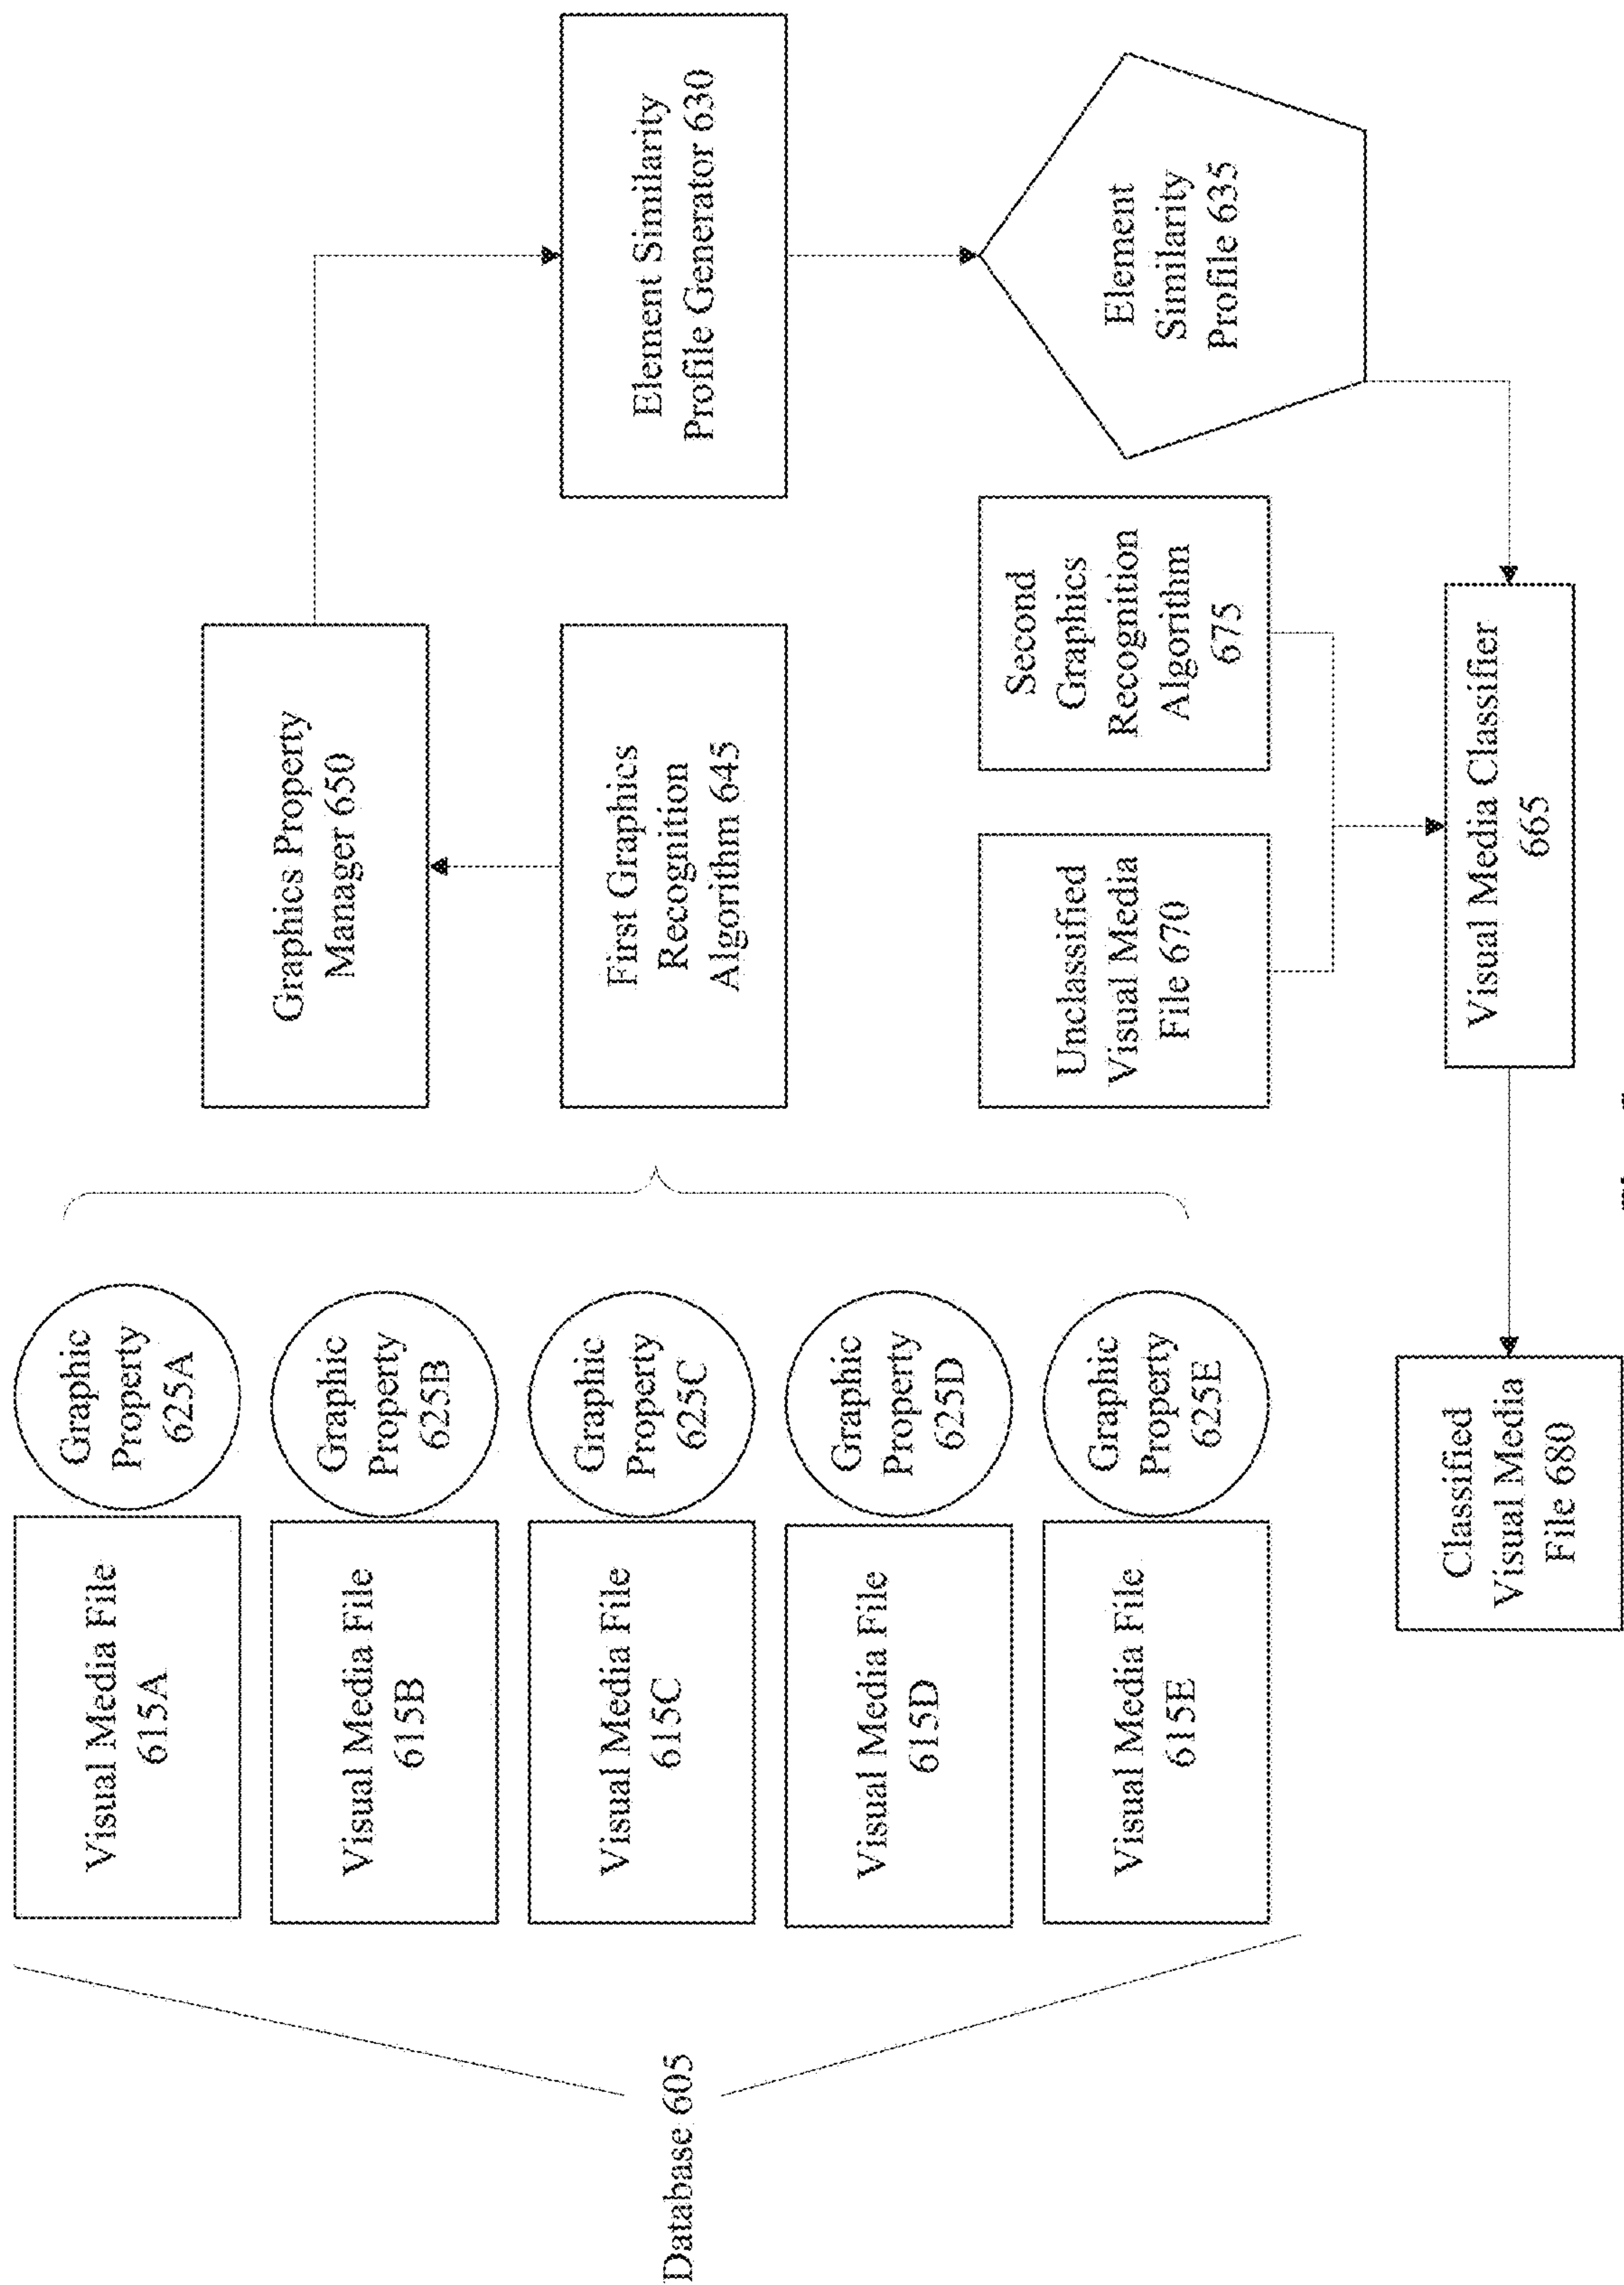 Database 605
Visual Media File
615A
Graphic
Property
625A
Visual Media File
615B
Graphic
Property
625B
Visual Media File
615C
Graphic
Property
625C
Visual Media File
615D
Graphic
Property
625D
Visual Media File
615E
Graphic
Property
625E
Graphics Property
Manager 650
First Graphics
Recognition
Algorithm 645
Element Similarity
Profile Generator 630
Element
Similarity
Profile 635
Unclassified
Visual Media
File 670
Second
Graphics
Recognition
Algorithm
675
Visual Media Classifier
665
Classified
Visual Media
File 680